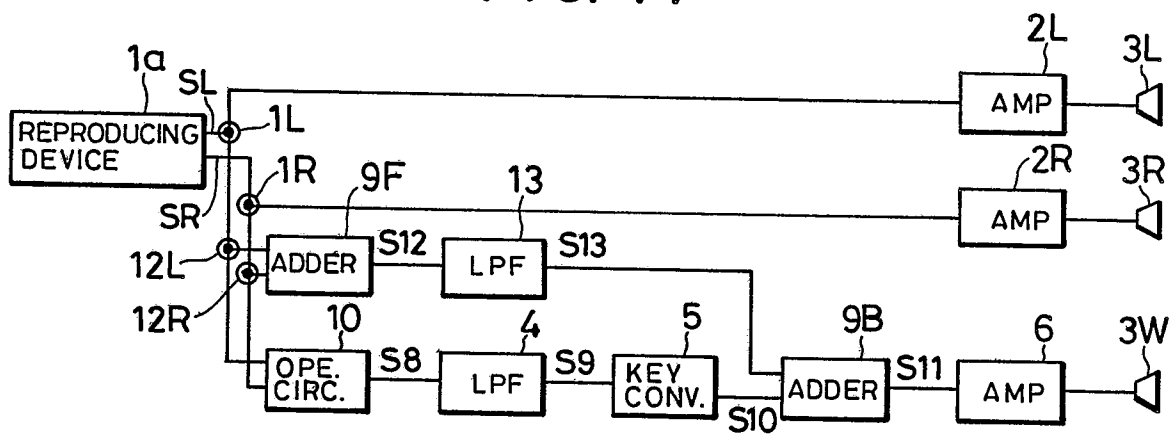 2L
3L
1a
SL
1L
AMP
REPRODUCING
DEVICE
1R
9F
13
2R
3R
SR
AMP
12L
ADDER
S12
LPF
S13
12R
10
4
5
9B
6
3W
OPE.
CIRC.
S8
LPF
S9
KEY
CONV.
S10
ADDER
S11
AMP